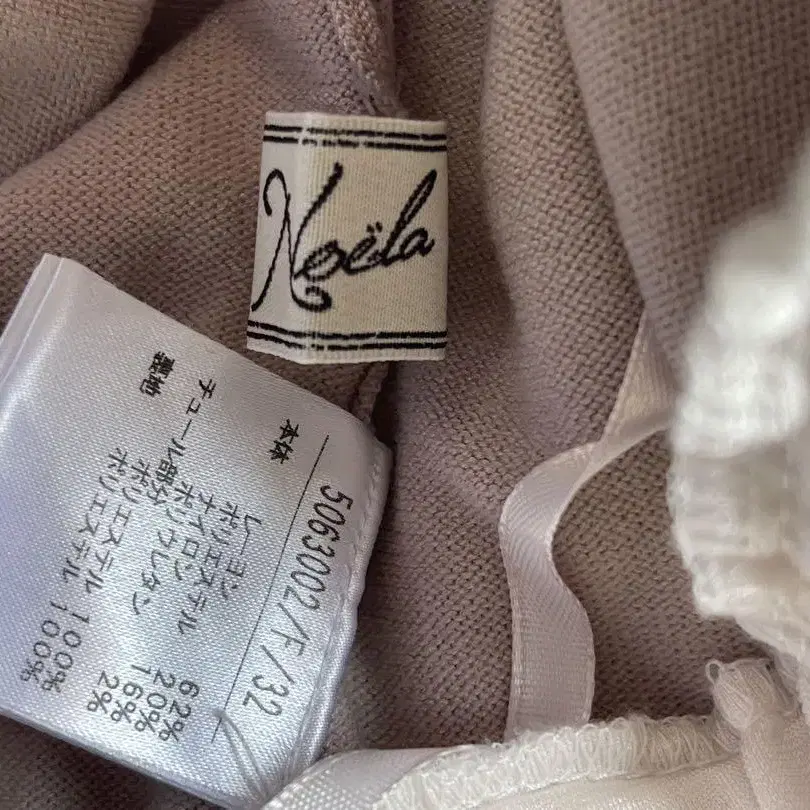 Noëla
5063002/F/32
本体
レーヨン 62%
ポリエステル 20%
ナイロン 16%
ポリウレタン 2%
チュール部分 ポリエステル 100%
裏地 ポリエステル 100%